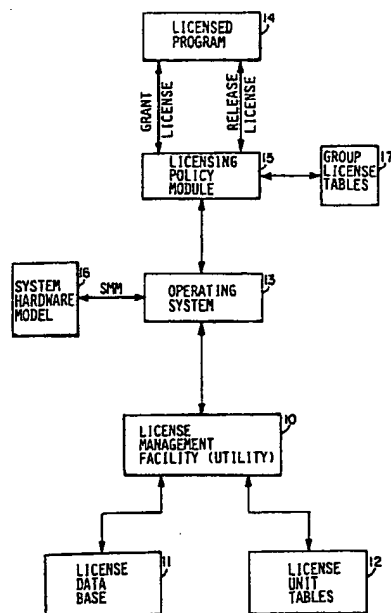 LICENSED
PROGRAM
14
GRANT
LICENSE
RELEASE
LICENSE
LICENSING
POLICY
MODULE
15
GROUP
LICENSE
TABLES
17
SYSTEM
HARDWARE
MODEL
16
SMM
OPERATING
SYSTEM
13
LICENSE
MANAGEMENT
FACILITY (UTILITY)
10
LICENSE
DATA
BASE
11
LICENSE
UNIT
TABLES
12